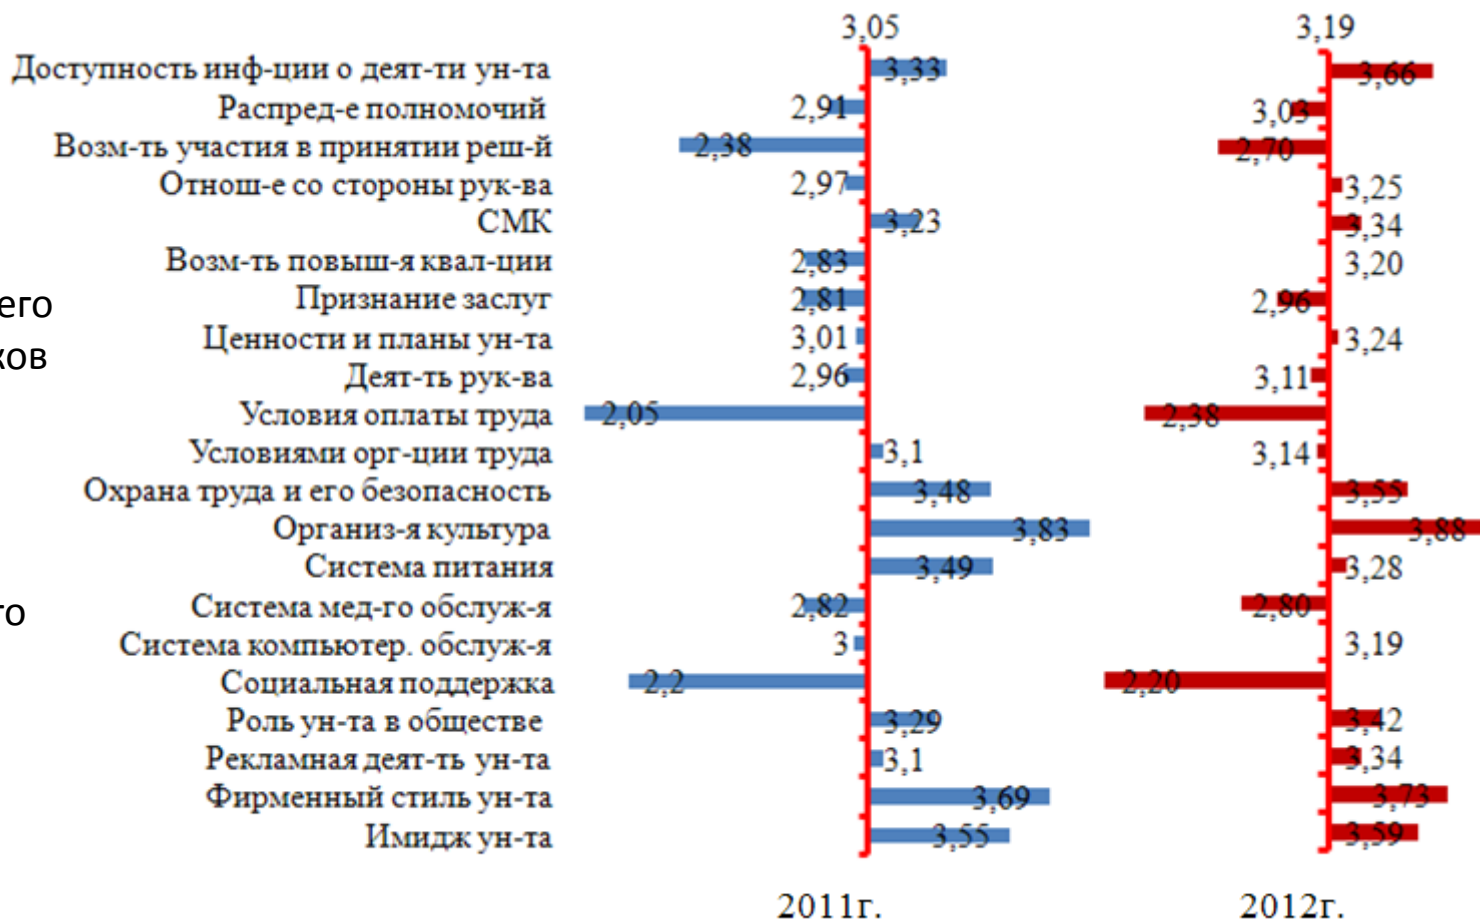 3,05 3,19
Доступность инф-ции о деят-ти ун-та 3,33 3,66
Распред-е полномочий 2,91 3,03
Возм-ть участия в принятии реш-й 2,38 2,70
Отнош-е со стороны рук-ва 2,97 3,25
СМК 3,23 3,34
Возм-ть повыш-я квал-ции 2,83 3,20
его Признание заслуг 2,81 2,96
ков Ценности и планы ун-та 3,01 3,24
Деят-ть рук-ва 2,96 3,11
Условия оплаты труда 2,05 2,38
Условиями орг-ции труда 3,1 3,14
Охрана труда и его безопасность 3,48 3,55
Организ-я культура 3,83 3,88
Система питания 3,49 3,28
го Система мед-го обслуж-я 2,82 2,80
Система компьютер. обслуж-я 3 3,19
Социальная поддержка 2,2 2,20
Роль ун-та в обществе 3,29 3,42
Рекламная деят-ть ун-та 3,1 3,34
Фирменный стиль ун-та 3,69 3,73
Имидж ун-та 3,55 3,59
2011г. 2012г.